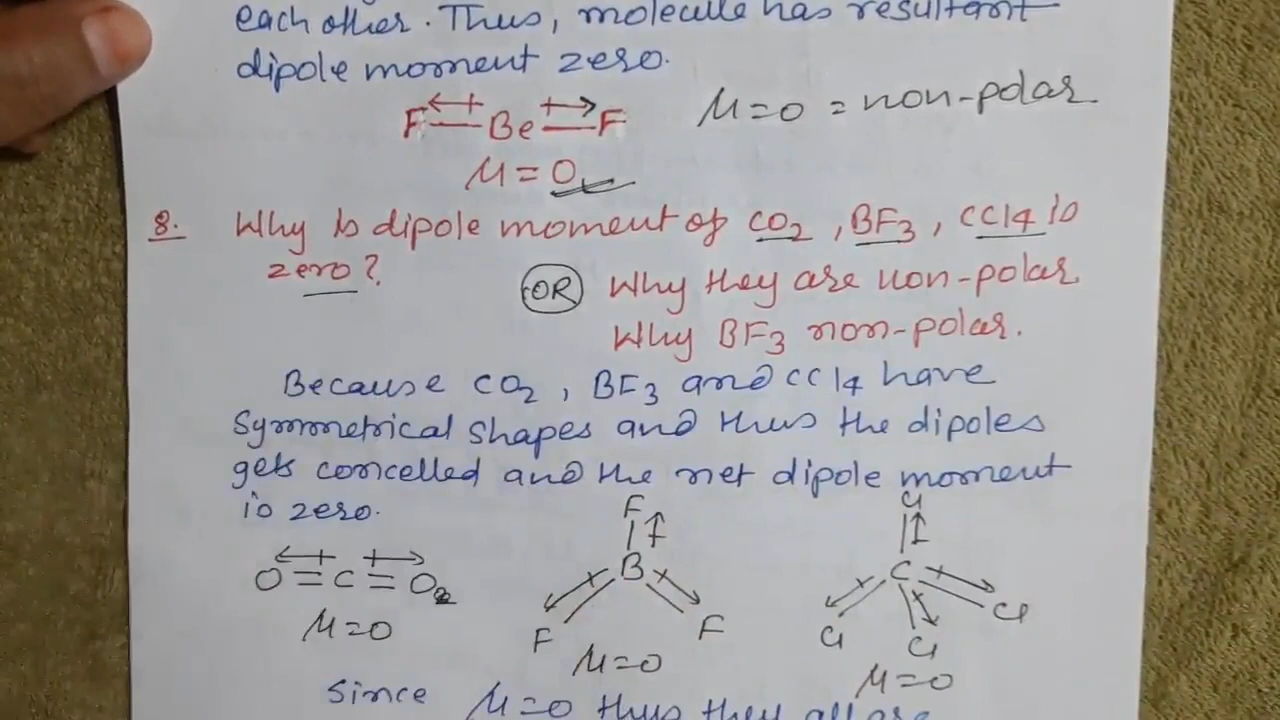 each other. Thus, molecule has resultant
dipole moment zero.
F — Be — F
μ = 0 = non-polar
μ = 0
8. Why is dipole moment of CO2, BF3, CCl4 is
zero?
OR Why they are non-polar
Why BF3 non-polar.
Because CO2, BF3 and CCl4 have
Symmetrical shapes and thus the dipoles
gets concelled and the net dipole moment
is zero.
O = C = O
μ = 0
F
B
F F
μ = 0
Cl
C
Cl Cl Cl
μ = 0
Since μ = 0 thus they all are